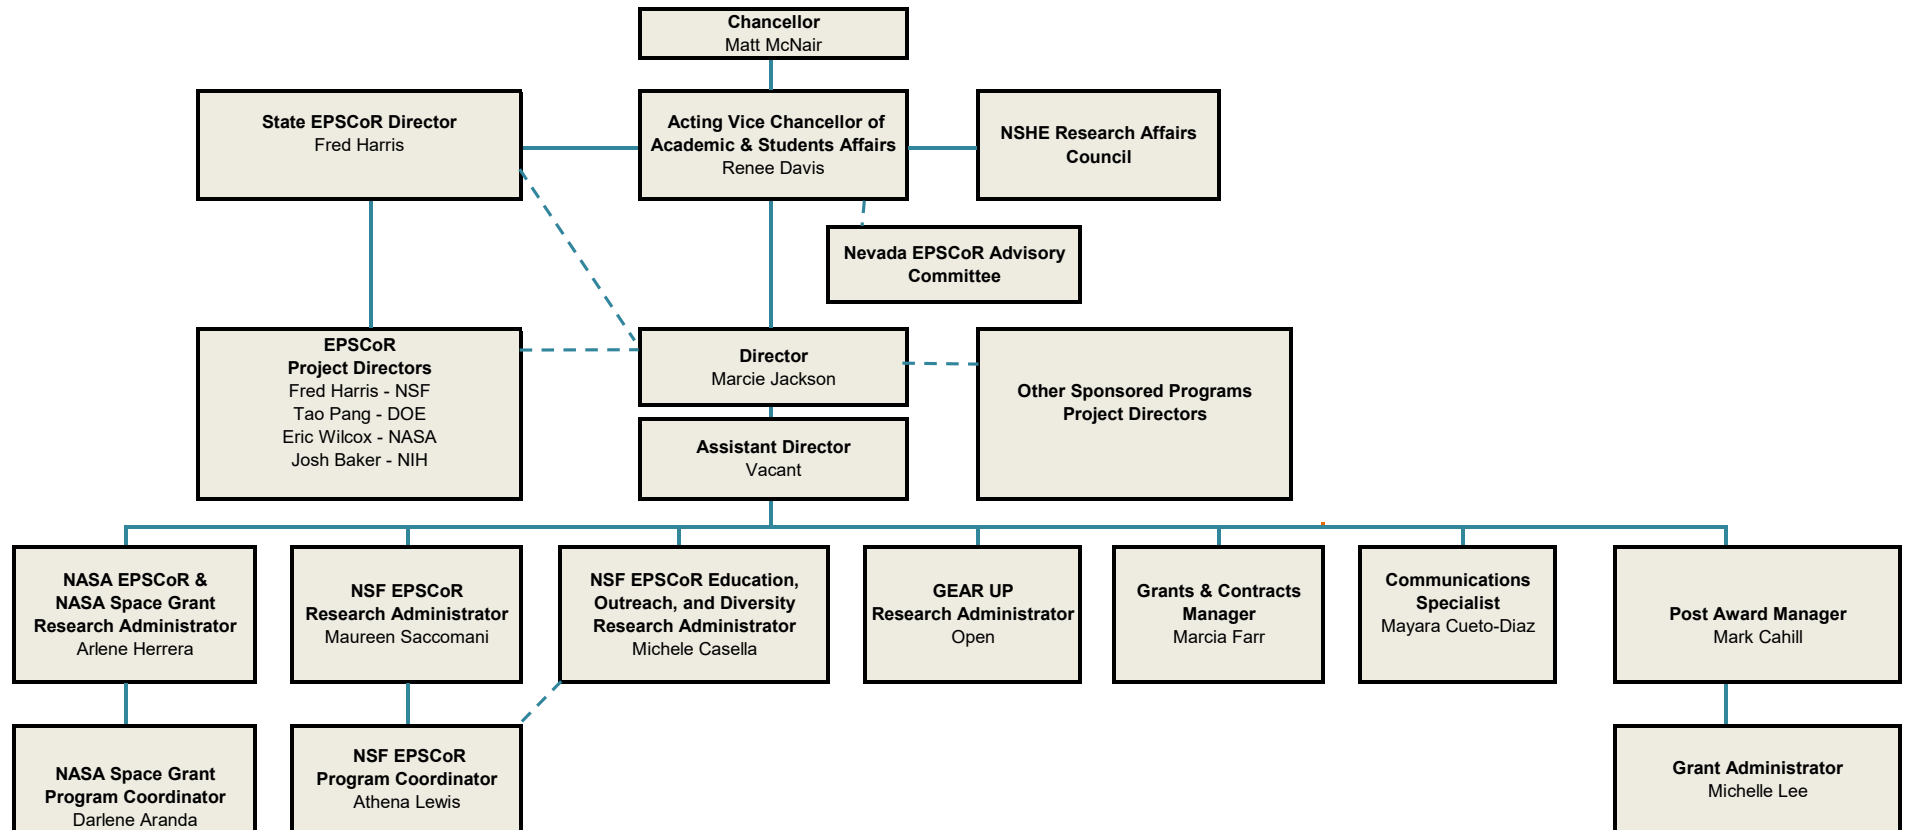 Chancellor
Matt McNair
State EPSCoR Director
Fred Harris
Acting Vice Chancellor of
Academic & Students Affairs
Renee Davis
NSHE Research Affairs
Council
Nevada EPSCoR Advisory
Committee
EPSCoR
Project Directors
Fred Harris - NSF
Tao Pang - DOE
Eric Wilcox - NASA
Josh Baker - NIH
Director
Marcie Jackson
Other Sponsored Programs
Project Directors
Assistant Director
Vacant
NASA EPSCoR &
NASA Space Grant
Research Administrator
Arlene Herrera
NSF EPSCoR
Research Administrator
Maureen Saccomani
NSF EPSCoR Education,
Outreach, and Diversity
Research Administrator
Michele Casella
GEAR UP
Research Administrator
Open
Grants & Contracts
Manager
Marcia Farr
Communications
Specialist
Mayara Cueto-Diaz
Post Award Manager
Mark Cahill
NASA Space Grant
Program Coordinator
Darlene Aranda
NSF EPSCoR
Program Coordinator
Athena Lewis
Grant Administrator
Michelle Lee